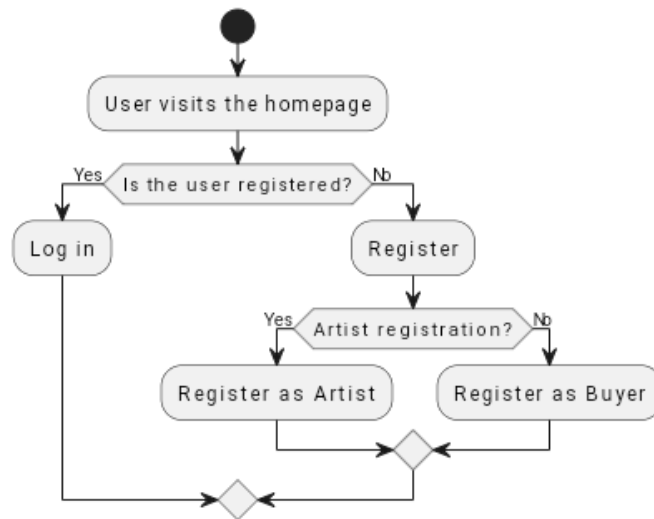 User visits the homepage
Yes
Is the user registered?
No
Log in
Register
Yes
Artist registration?
No
Register as Artist
Register as Buyer